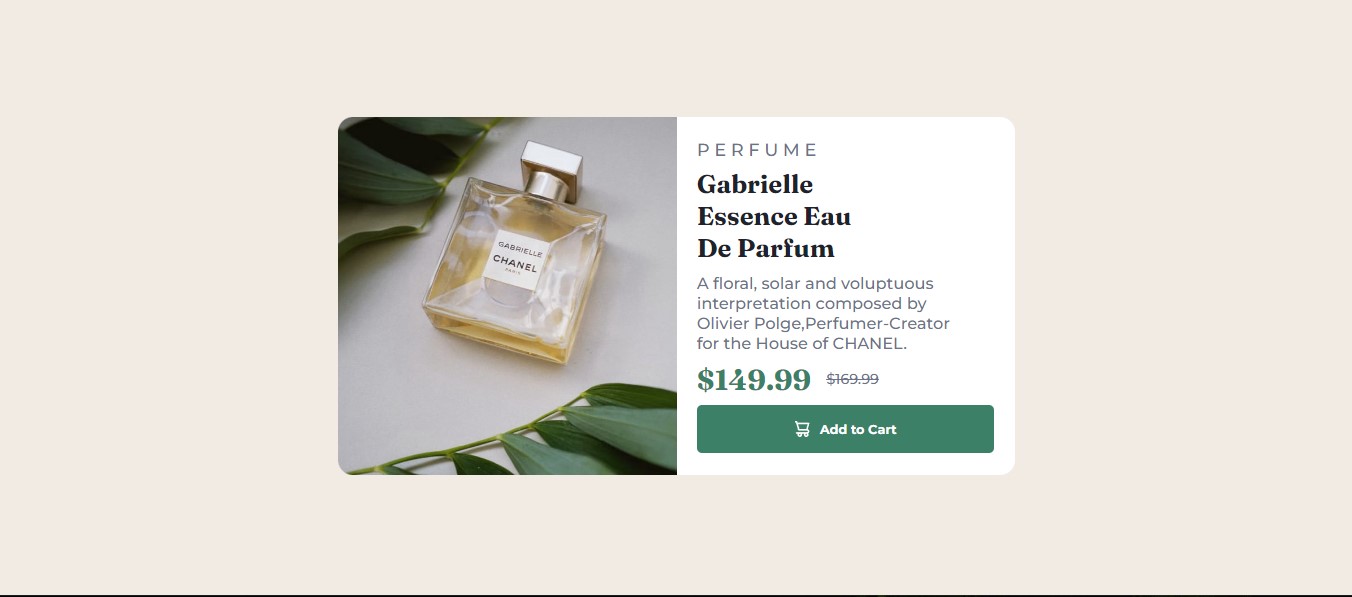 GABRIELLE
CHANEL
PARIS
PERFUME
Gabrielle
Essence Eau
De Parfum
A floral, solar and voluptuous
interpretation composed by
Olivier Polge,Perfumer-Creator
for the House of CHANEL.
$149.99 $169.99
Add to Cart